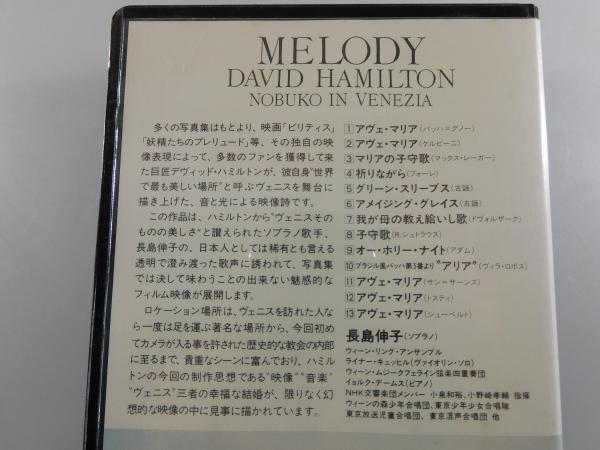 MELODY
DAVID HAMILTON
NOBUKO IN VENEZIA
多くの写真集はもとより、映画「ビリティス」
「妖精たちのプレリュード」等、その独自の映
像表現によって、多数のファンを獲得して来
た巨匠デヴィッド・ハミルトンが、彼自身“世界
で最も美しい場所”と呼ぶヴェニスを舞台に
描き上げた、音と光による映像詩です。
この作品は、ハミルトンから“ヴェニスその
ものの美しさ”と讃えられたソプラノ歌手、
長島伸子の、日本人としては稀有とも言える
透明で澄み渡った歌声に誘われて、写真集
では決して味わうことの出来ない魅惑的な
フィルム映像が展開します。
ロケーション場所は、ヴェニスを訪れた人な
ら一度は足を運ぶ著名な場所から、今回初め
てカメラが入る事を許された歴史的な教会の内部
に至るまで、貴重なシーンに富んでおり、ハミル
トンの今回の制作思想である“映像”“音楽”
“ヴェニス”三者の幸福な結婚が、限りなく幻
想的な映像の中に見事に描かれています。
1 アヴェ・マリア(バッハ=グノー)
2 アヴェ・マリア(ケルビーニ)
3 マリアの子守歌(マックス・レーガー)
4 祈りながら(フォーレ)
5 グリーン・スリーブス(古謡)
6 アメイジング・グレイス(古謡)
7 我が母の教え給いし歌(ドヴォルザーク)
8 子守歌(R.シュトラウス)
9 オー・ホリー・ナイト(アダム)
10 ブラジル風バッハ第5番より“アリア”(ヴィラ・ロボス)
11 アヴェ・マリア(サン=サーンス)
12 アヴェ・マリア(トスティ)
13 アヴェ・マリア(シューベルト)
長島伸子(ソプラノ)
ウィーン・リング・アンサンブル
ライナー・キュッヒル(ヴァイオリン・ソロ)
ウィーン・ムジークフェライン弦楽四重奏団
イョルク・デームス(ピアノ)
NHK交響楽団メンバー 小泉和裕、小野崎孝輔 指揮
ウィーンの森少年合唱団、東京少年少女合唱隊
東京放送児童合唱団、東京混声合唱団 他